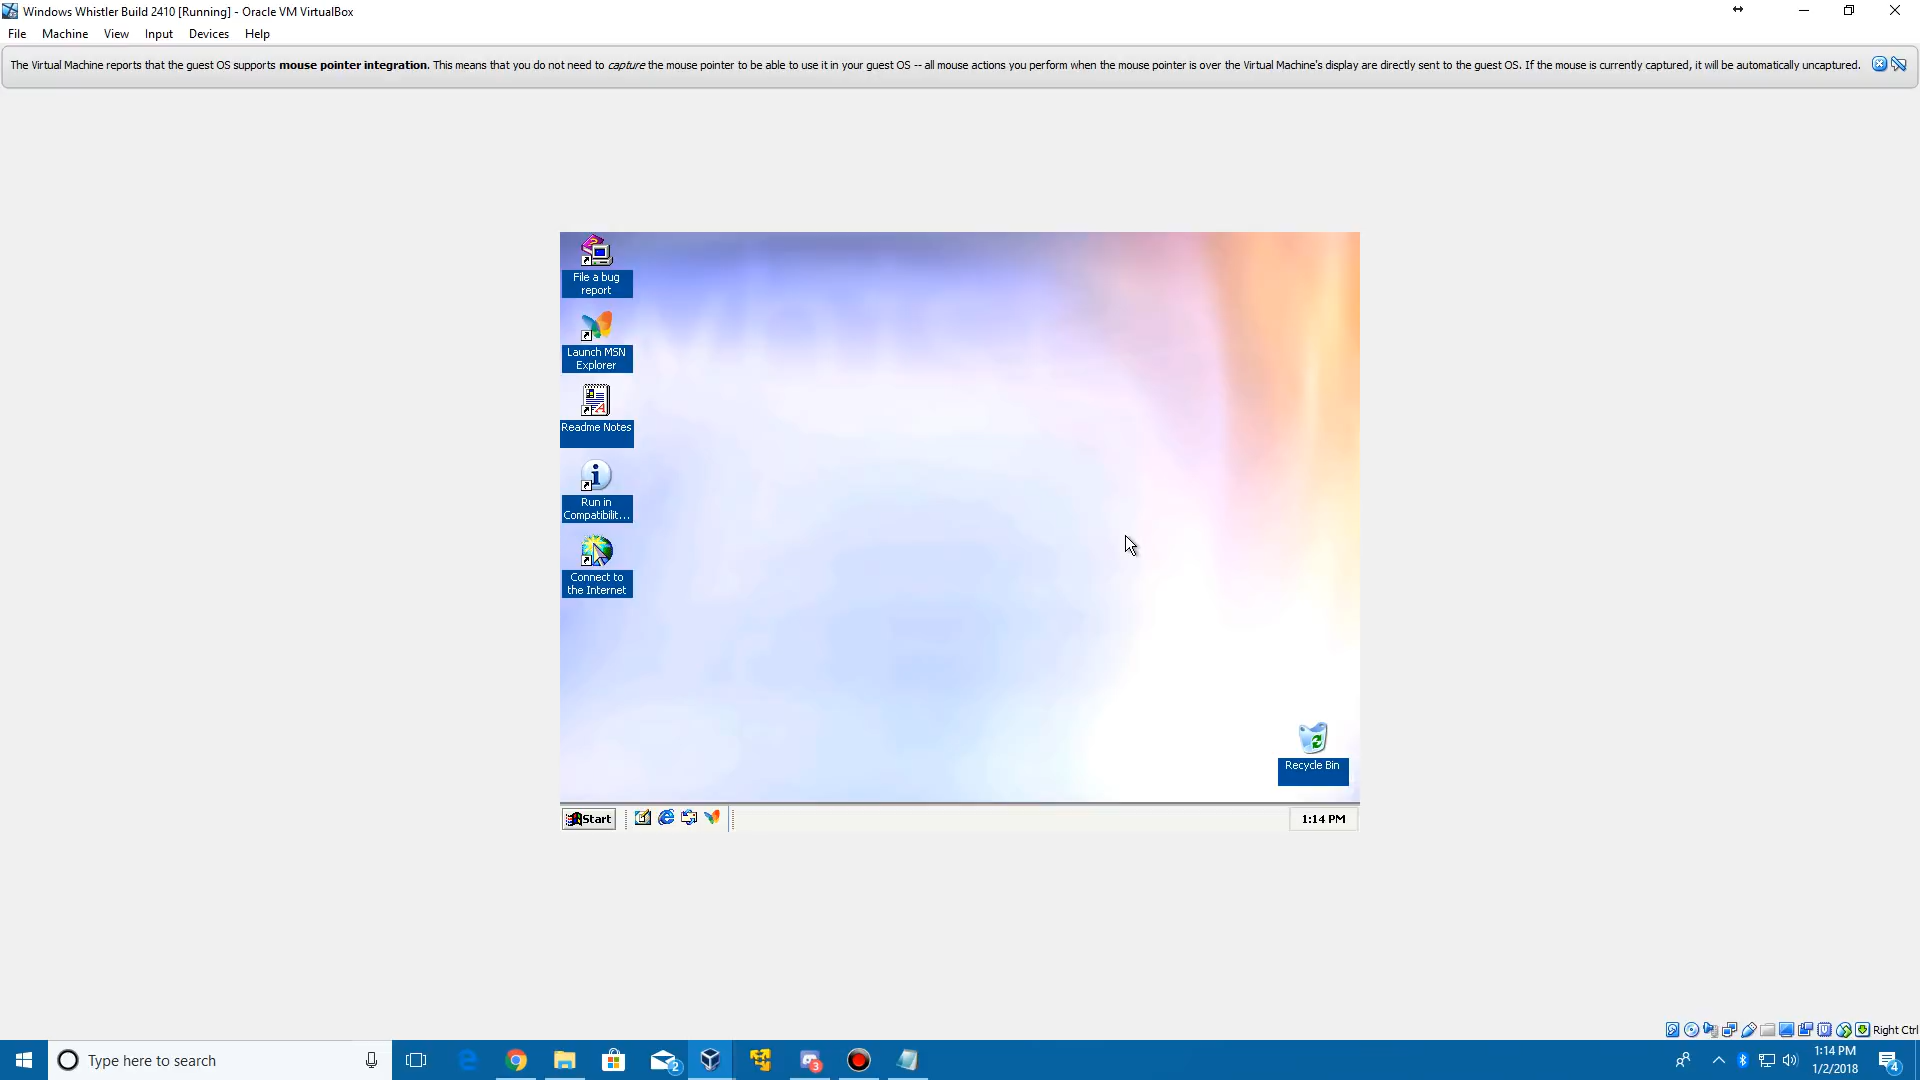 Windows Whistler Build 2410 [Running] - Oracle VM VirtualBox
File Machine View Input Devices Help
The Virtual Machine reports that the guest OS supports mouse pointer integration. This means that you do not need to capture the mouse pointer to be able to use it in your guest OS -- all mouse actions you perform when the mouse pointer is over the Virtual Machine's display are directly sent to the guest OS. If the mouse is currently captured, it will be automatically uncaptured.
File a bug
report
Launch MSN
Explorer
Readme Notes
Run in
Compatibilit...
Connect to
the Internet
Recycle Bin
Start
1:14 PM
Right Ctrl
Type here to search
2
3
1:14 PM
1/2/2018
4